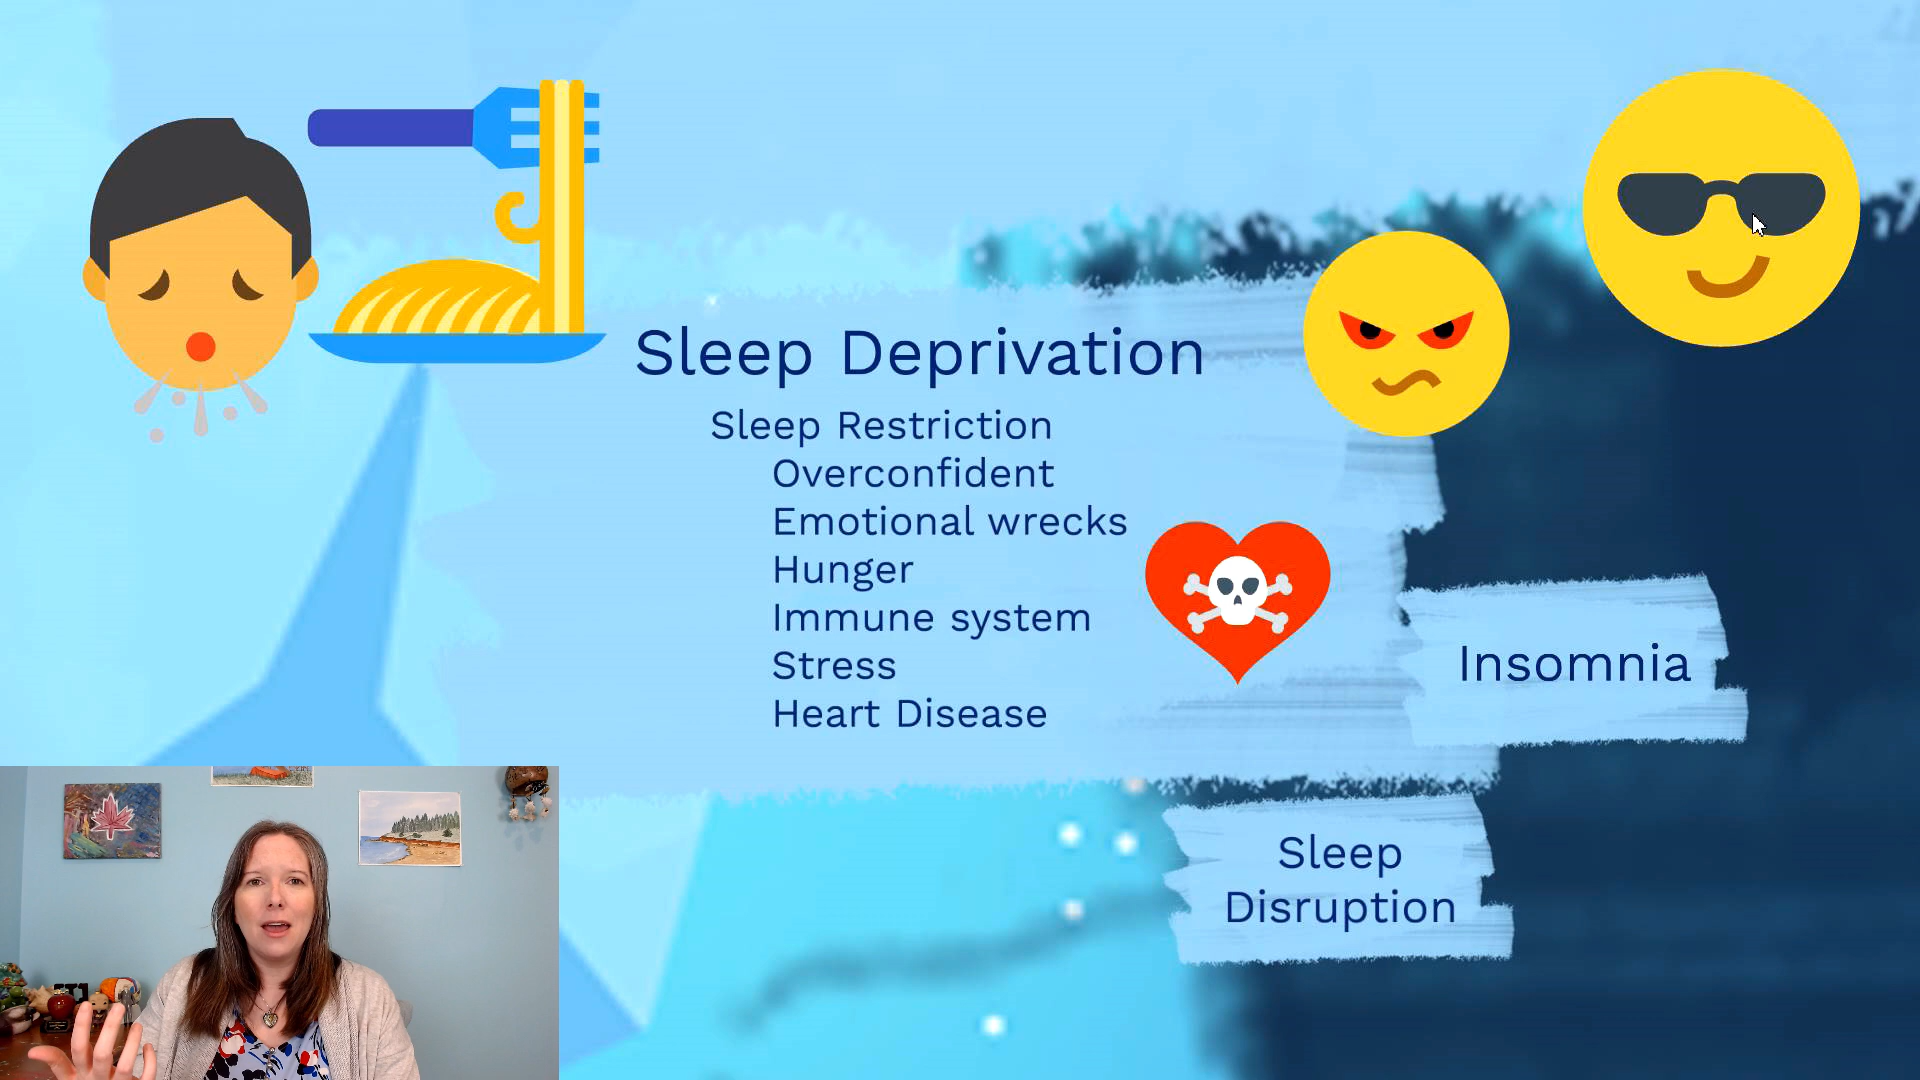 Sleep Deprivation
Sleep Restriction
Overconfident
Emotional wrecks
Hunger
Immune system
Stress
Heart Disease
Insomnia
Sleep
Disruption